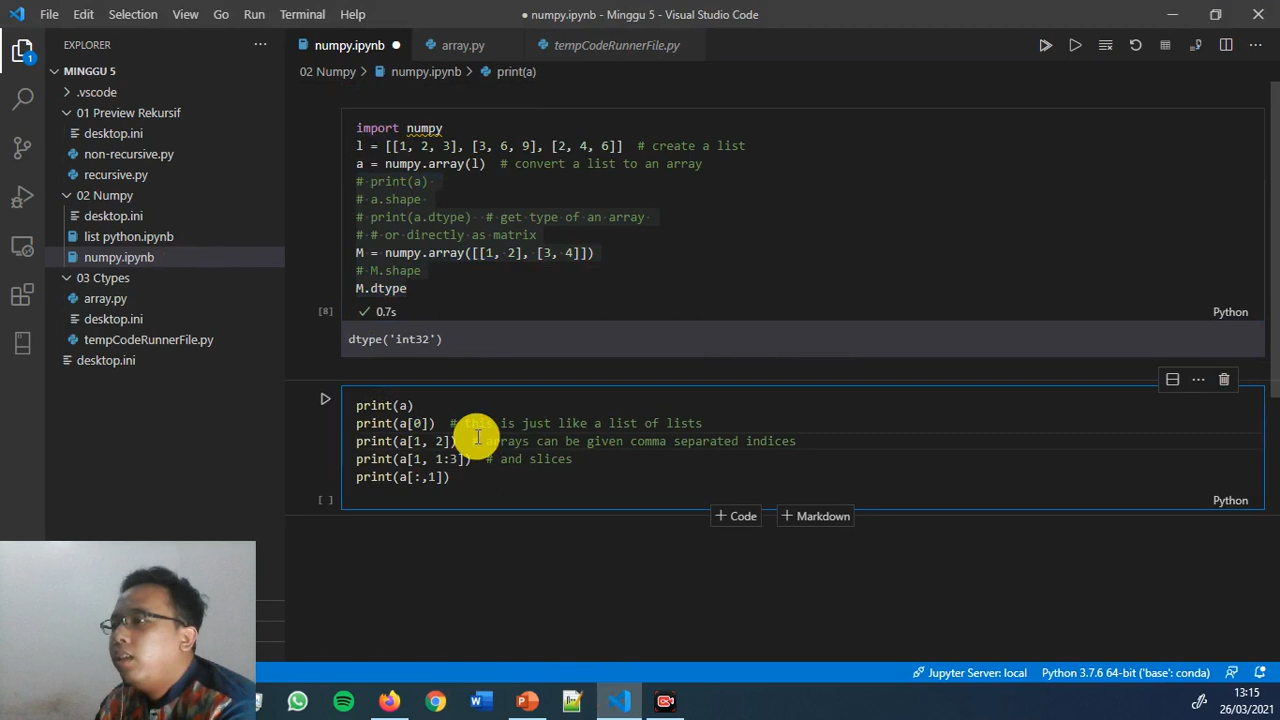 File Edit Selection View Go Run Terminal Help
● numpy.ipynb - Minggu 5 - Visual Studio Code
EXPLORER
numpy.ipynb
array.py
tempCodeRunnerFile.py
MINGGU 5
.vscode
01 Preview Rekursif
desktop.ini
non-recursive.py
recursive.py
02 Numpy
desktop.ini
list python.ipynb
numpy.ipynb
03 Ctypes
array.py
desktop.ini
tempCodeRunnerFile.py
desktop.ini
1
02 Numpy > numpy.ipynb > print(a)
import numpy
l = [[1, 2, 3], [3, 6, 9], [2, 4, 6]] # create a list
a = numpy.array(l) # convert a list to an array
# print(a)
# a.shape
# print(a.dtype) # get type of an array
# # or directly as matrix
M = numpy.array([[1, 2], [3, 4]])
# M.shape
M.dtype
[8] 0.7s Python
dtype('int32')
print(a)
print(a[0]) # this is just like a list of lists
print(a[1, 2]) # arrays can be given comma separated indices
print(a[1, 1:3]) # and slices
print(a[:,1])
[ ] Python
+ Code + Markdown
Jupyter Server: local Python 3.7.6 64-bit ('base': conda)
13:15
26/03/2021